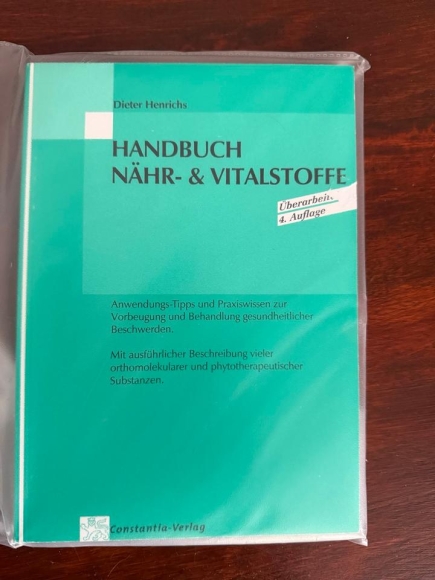 Dieter Henrichs
HANDBUCH
NÄHR- & VITALSTOFFE
Überarbeit.
4. Auflage
Anwendungs-Tipps und Praxiswissen zur
Vorbeugung und Behandlung gesundheitlicher
Beschwerden.
Mit ausführlicher Beschreibung vieler
orthomolekularer und phytotherapeutischer
Substanzen.
Constantia-Verlag